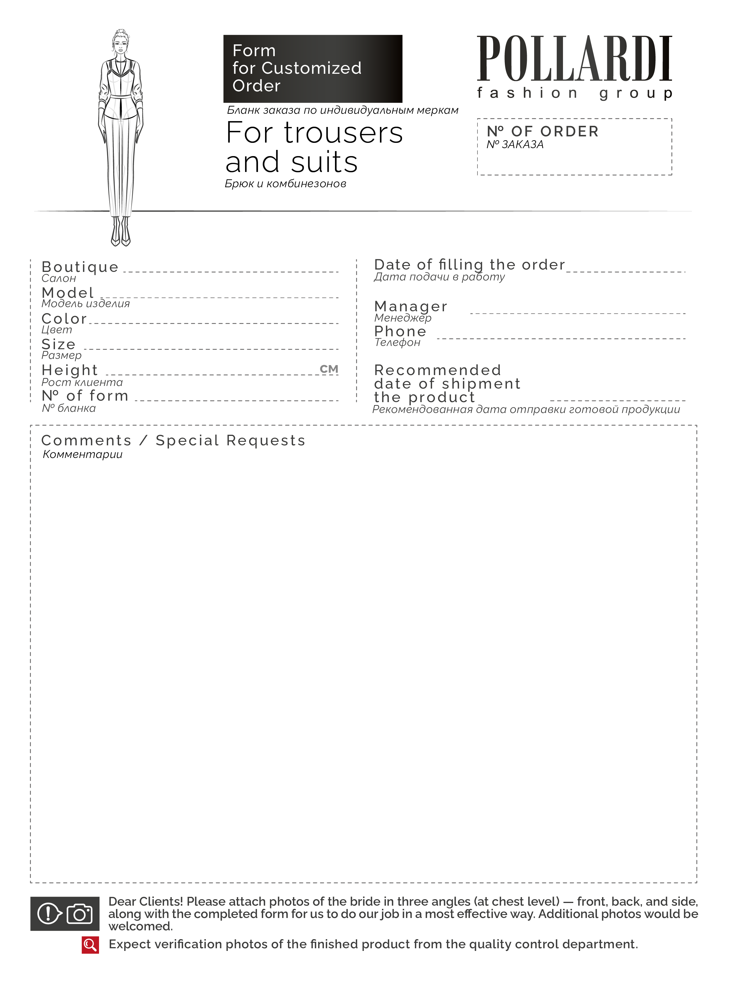 Form
for Customized
Order
Бланк заказа по индивидуальным меркам
For trousers
and suits
Брюк и комбинезонов
POLLARDI
fashion group
Nº OF ORDER
Nº ЗАКАЗА
Boutique
Салон
Model
Модель изделия
Color
Цвет
Size
Размер
Height см
Рост клиента
Nº of form
Nº бланка
Date of filling the order
Дата подачи в работу
Manager
Менеджер
Phone
Телефон
Recommended
date of shipment
the product
Рекомендованная дата отправки готовой продукции
Comments / Special Requests
Комментарии
Dear Clients! Please attach photos of the bride in three angles (at chest level) — front, back, and side,
along with the completed form for us to do our job in a most effective way. Additional photos would be
welcomed.
Expect verification photos of the finished product from the quality control department.